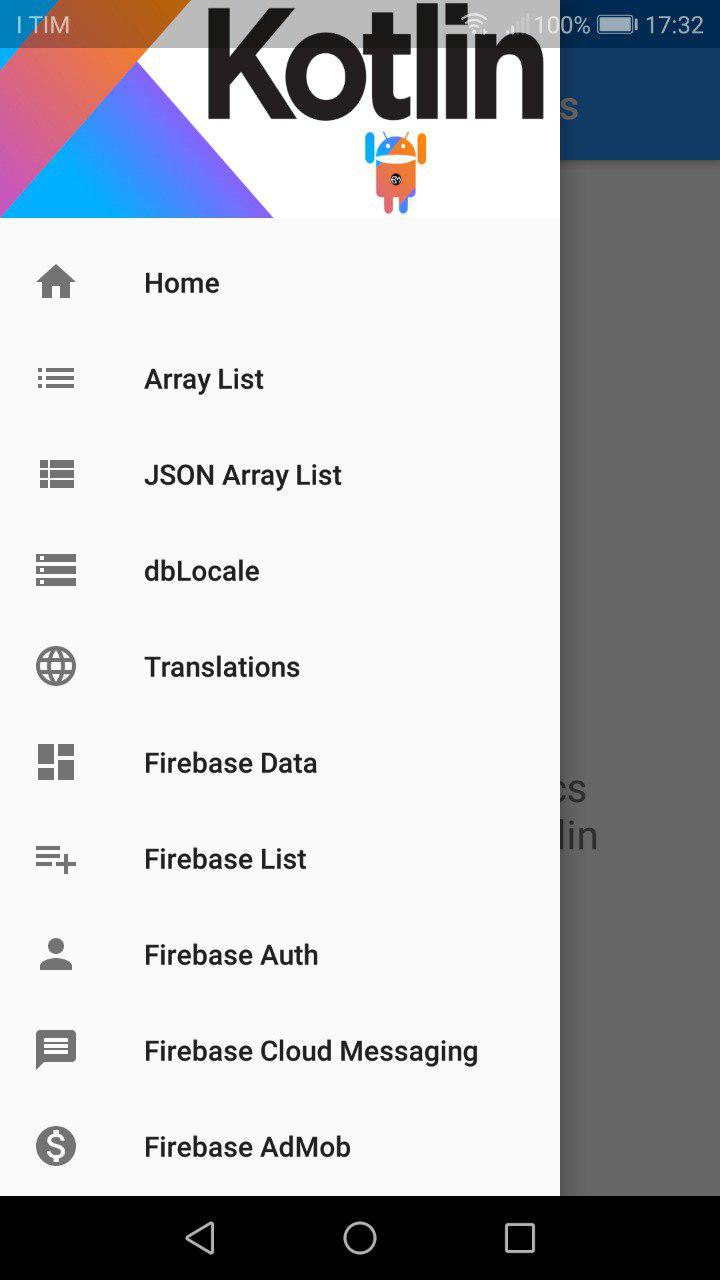 I TIM 100% 17:32
Kotlin
s
Home
Array List
JSON Array List
dbLocale
Translations
Firebase Data
cs
Firebase List
lin
Firebase Auth
Firebase Cloud Messaging
Firebase AdMob